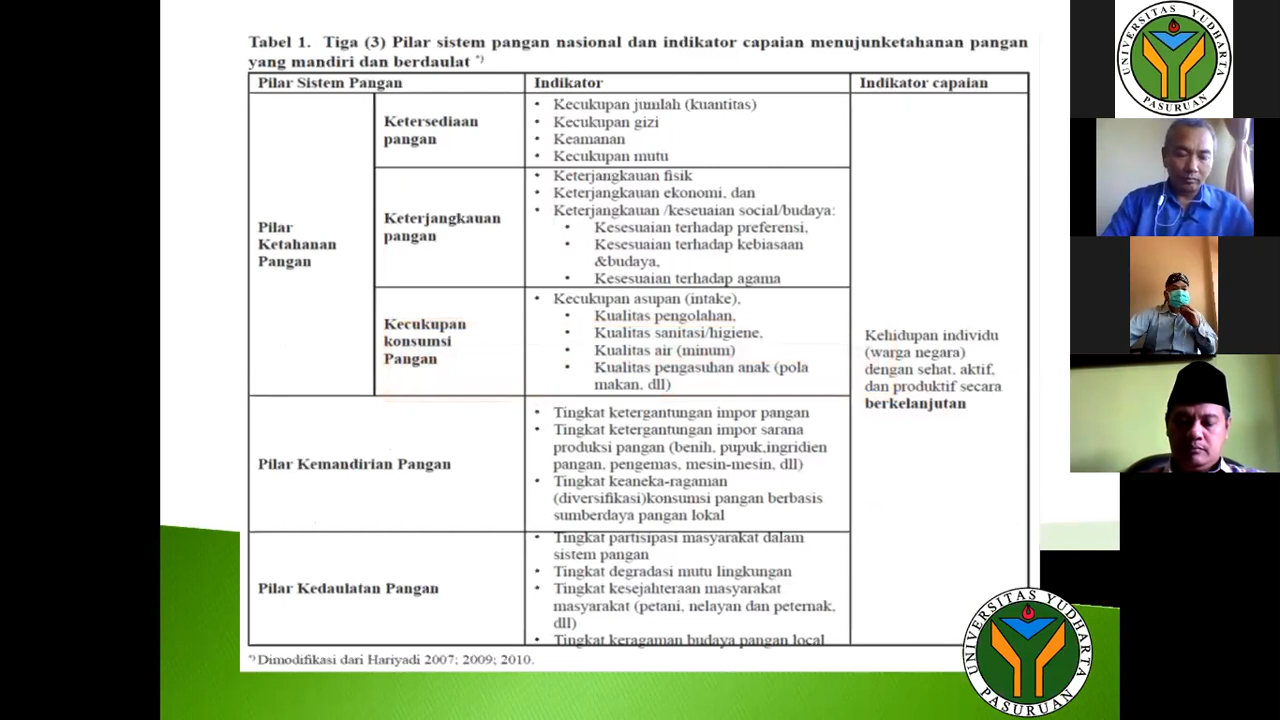 Tabel 1. Tiga (3) Pilar sistem pangan nasional dan indikator capaian menujunketahanan pangan
yang mandiri dan berdaulat *)
Pilar Sistem Pangan
Indikator
Indikator capaian
Pilar
Ketahanan
Pangan
Ketersediaan
pangan
• Kecukupan jumlah (kuantitas)
• Kecukupan gizi
• Keamanan
• Kecukupan mutu
Keterjangkauan
pangan
• Keterjangkauan fisik
• Keterjangkauan ekonomi, dan
• Keterjangkauan /keseuaian social/budaya:
• Kesesuaian terhadap preferensi,
• Kesesuaian terhadap kebiasaan
&budaya,
• Kesesuaian terhadap agama
Kecukupan
konsumsi
Pangan
• Kecukupan asupan (intake),
• Kualitas pengolahan,
• Kualitas sanitasi/higiene,
• Kualitas air (minum)
• Kualitas pengasuhan anak (pola
makan, dll)
Pilar Kemandirian Pangan
• Tingkat ketergantungan impor pangan
• Tingkat ketergantungan impor sarana
produksi pangan (benih, pupuk,ingridien
pangan, pengemas, mesin-mesin, dll)
• Tingkat keaneka-ragaman
(diversifikasi)konsumsi pangan berbasis
sumberdaya pangan lokal
Pilar Kedaulatan Pangan
• Tingkat partisipasi masyarakat dalam
sistem pangan
• Tingkat degradasi mutu lingkungan
• Tingkat kesejahteraan masyarakat
masyarakat (petani, nelayan dan peternak,
dll)
• Tingkat keragaman budaya pangan local
Kehidupan individu
(warga negara)
dengan sehat, aktif,
dan produktif secara
berkelanjutan
*) Dimodifikasi dari Hariyadi 2007; 2009; 2010.
UNIVERSITAS YUDHARTA
PASURUAN
UNIVERSITAS YUDHARTA
PASURUAN